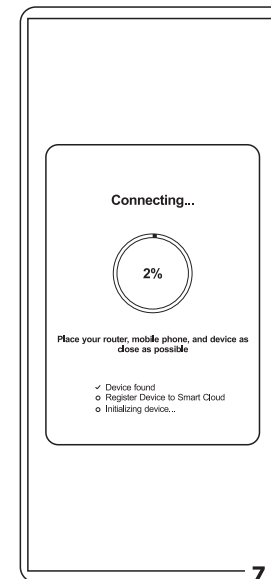 Connecting...
2%
Place your router, mobile phone, and device as
close as possible
✓ Device found
o Register Device to Smart Cloud
o Initializing device...
7